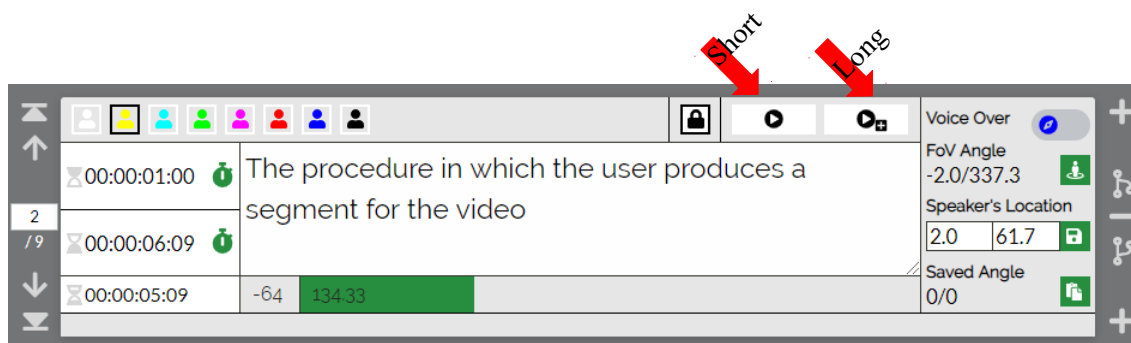 Short
Long
Voice Over
FoV Angle
-2.0/337.3
Speaker's Location
2.0 61.7
Saved Angle
0/0
2
/ 9
00:00:01:00
00:00:06:09
00:00:05:09
The procedure in which the user produces a
segment for the video
-64 134.33